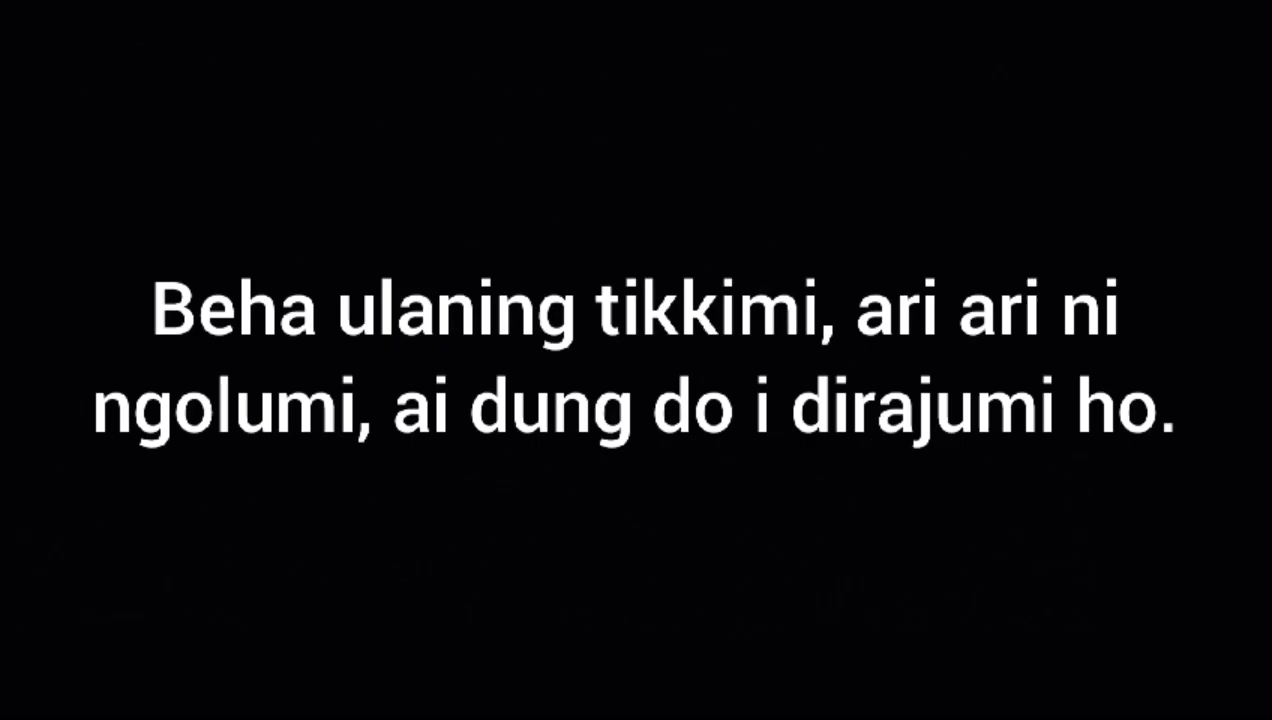 Beha ulaning tikkimi, ari ari ni
ngolumi, ai dung do i dirajumi ho.